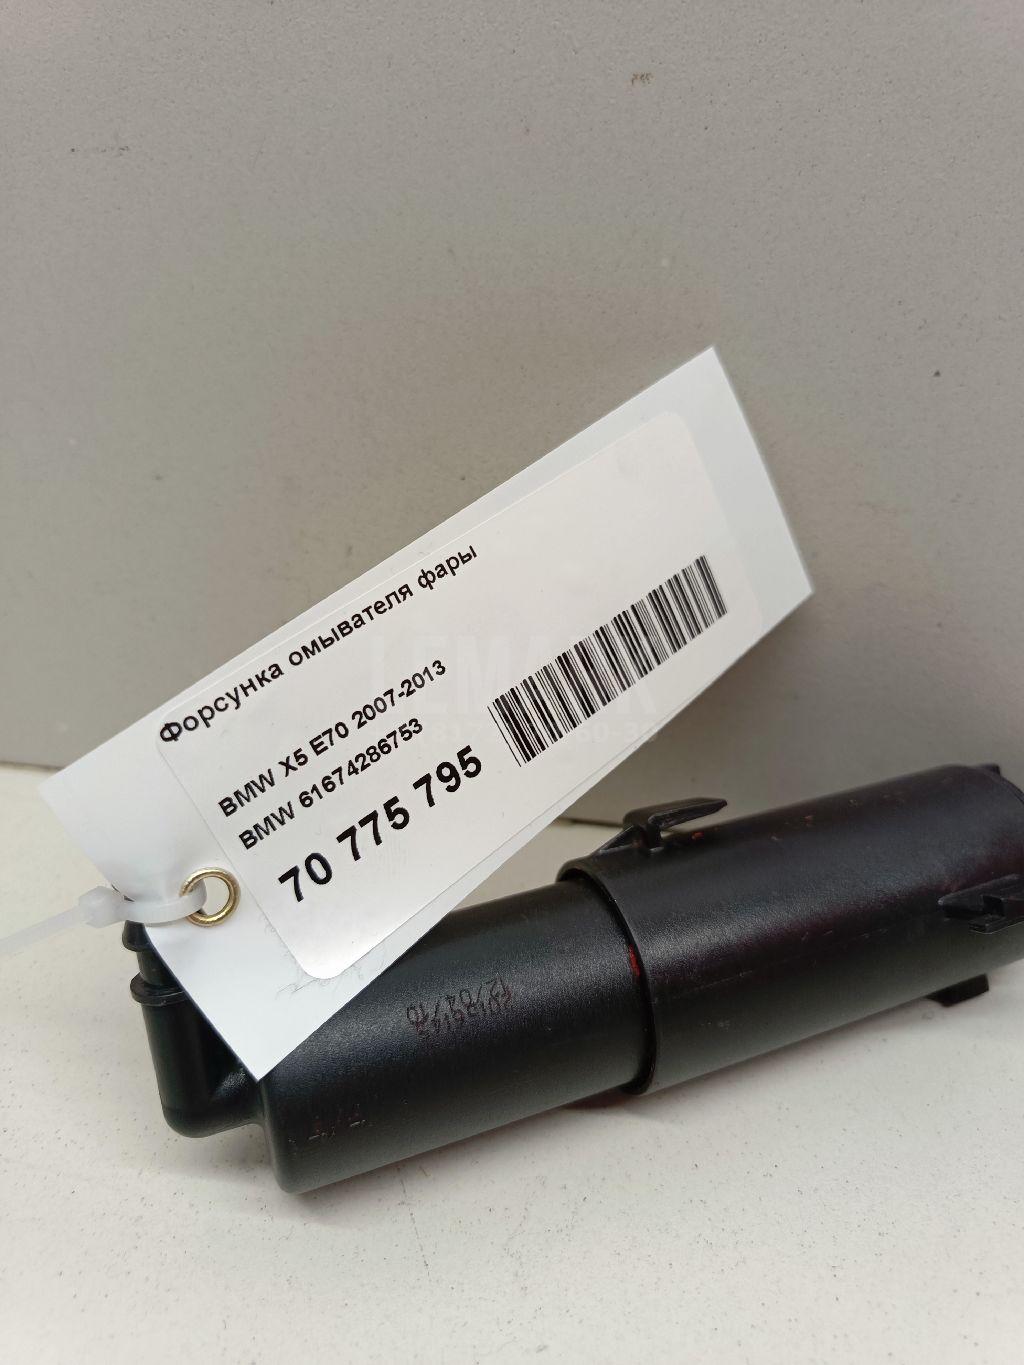 Форсунка омывателя фары
BMW X5 E70 2007-2013
BMW 61674286753
70 775 795